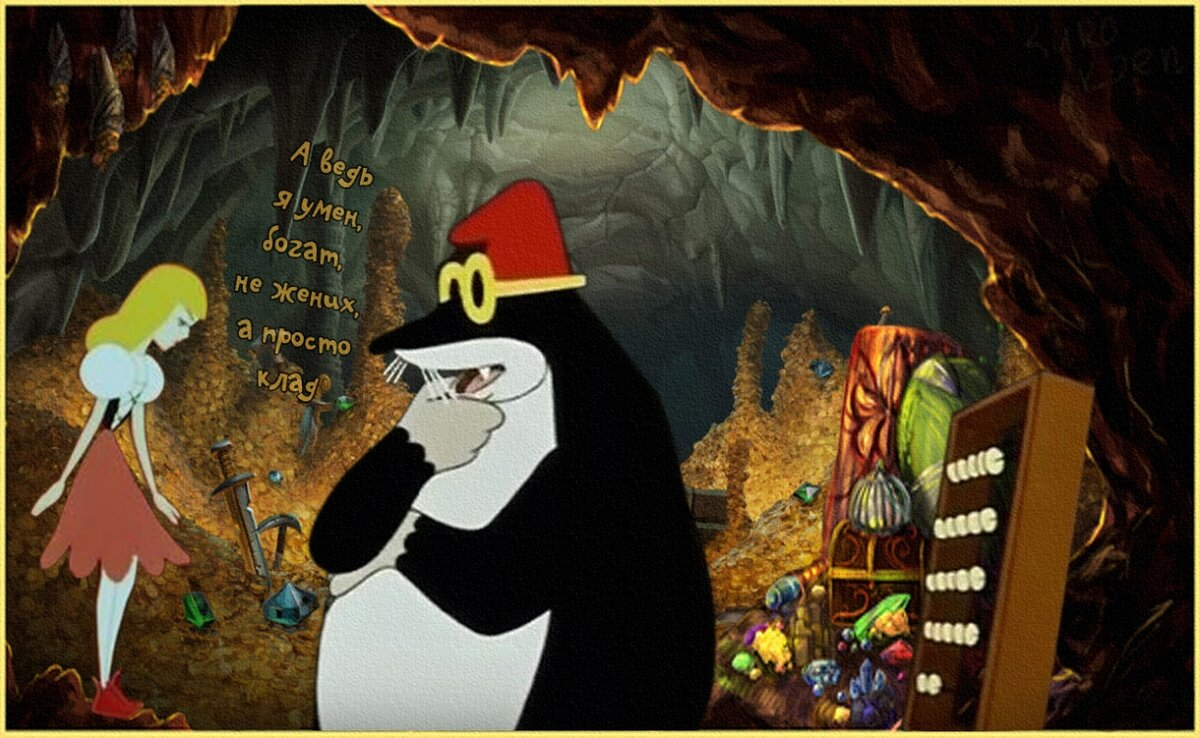 А ведь
я умен,
богат,
не жених,
а просто
клад